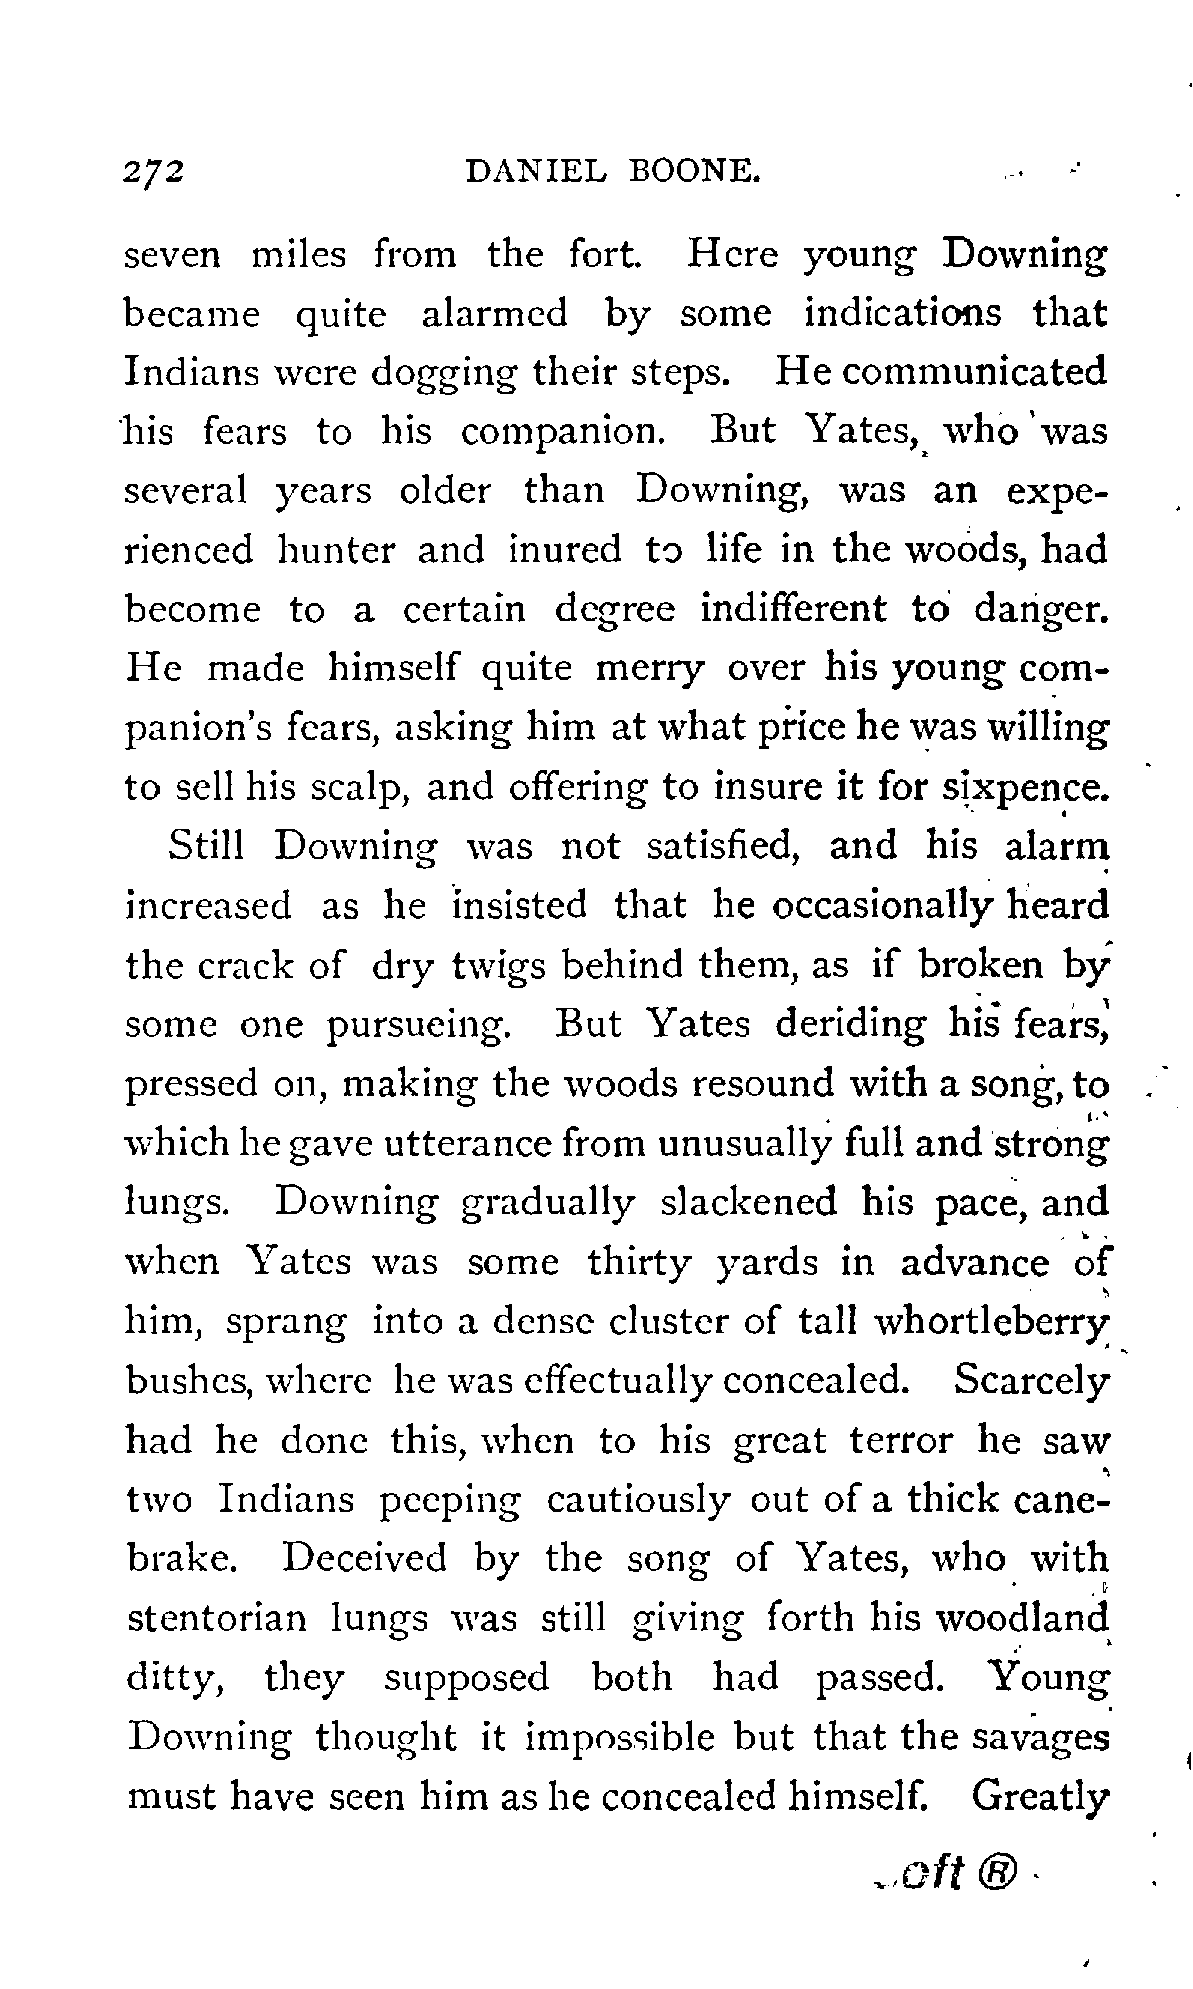 272 DANIEL BOONE.
seven miles from the fort. Here young Downing
became quite alarmed by some indications that
Indians were dogging their steps. He communicated
his fears to his companion. But Yates, who was
several years older than Downing, was an expe-
rienced hunter and inured to life in the woods, had
become to a certain degree indifferent to danger.
He made himself quite merry over his young com-
panion's fears, asking him at what price he was willing
to sell his scalp, and offering to insure it for sixpence.
Still Downing was not satisfied, and his alarm
increased as he insisted that he occasionally heard
the crack of dry twigs behind them, as if broken by
some one pursueing. But Yates deriding his fears,
pressed on, making the woods resound with a song, to
which he gave utterance from unusually full and strong
lungs. Downing gradually slackened his pace, and
when Yates was some thirty yards in advance of
him, sprang into a dense cluster of tall whortleberry
bushes, where he was effectually concealed. Scarcely
had he done this, when to his great terror he saw
two Indians peeping cautiously out of a thick cane-
brake. Deceived by the song of Yates, who with
stentorian lungs was still giving forth his woodland
ditty, they supposed both had passed. Young
Downing thought it impossible but that the savages
must have seen him as he concealed himself. Greatly
oft ®